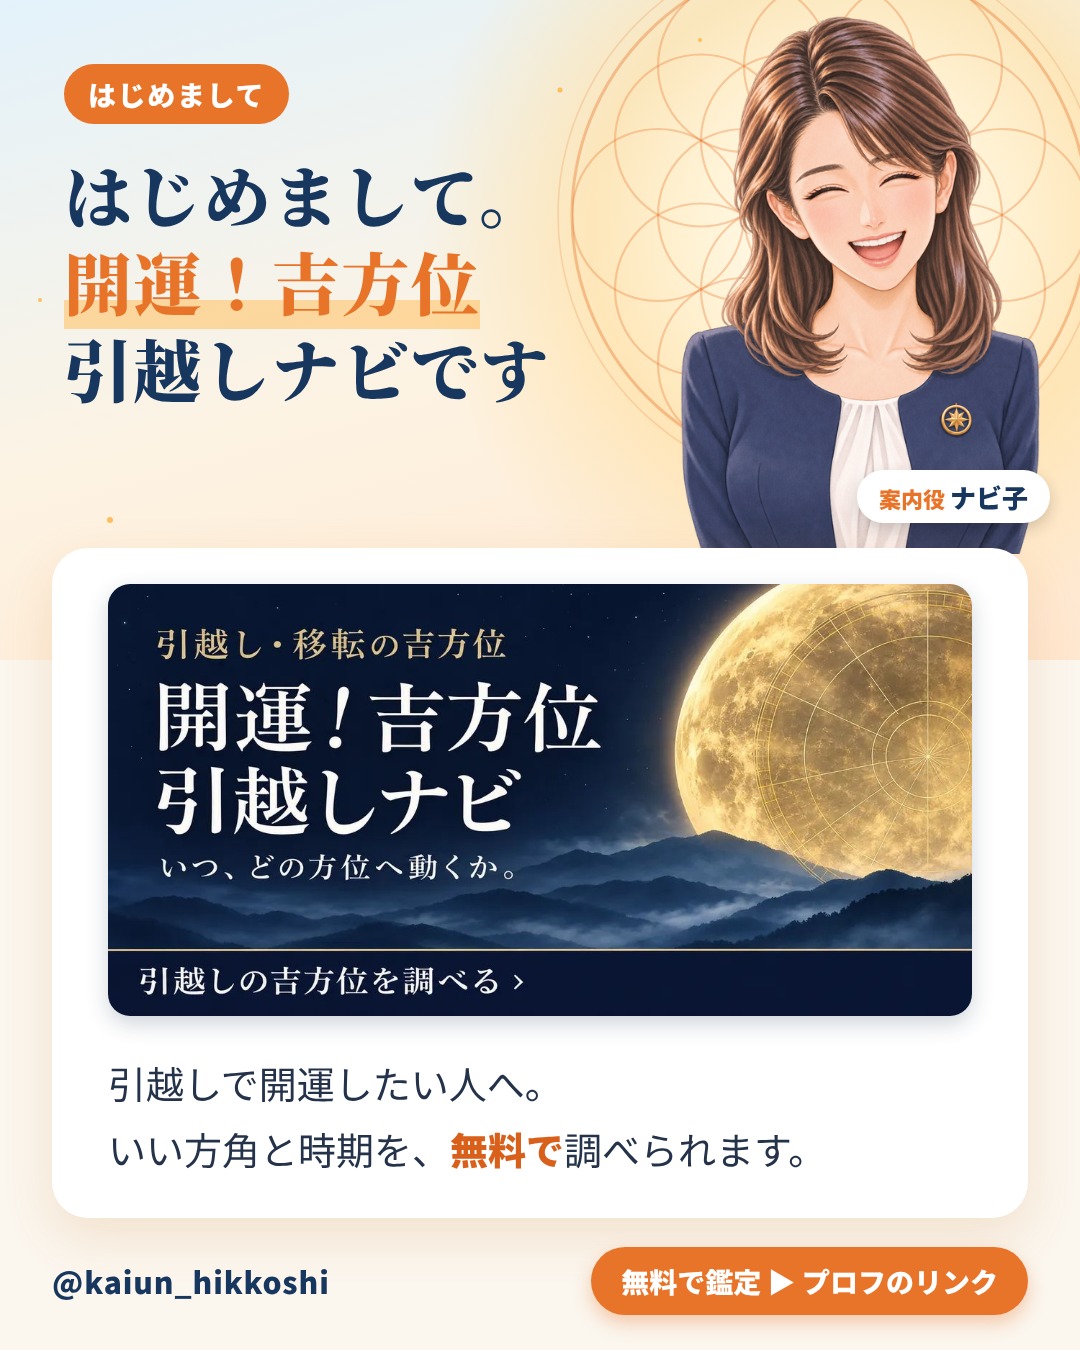 はじめまして
はじめまして。
開運！吉方位
引越しナビです
案内役 ナビ子
引越し・移転の吉方位
開運！吉方位
引越しナビ
いつ、どの方位へ動くか。
引越しの吉方位を調べる ›
引越しで開運したい人へ。
いい方角と時期を、無料で調べられます。
@kaiun_hikkoshi
無料で鑑定 ▶ プロフのリンク